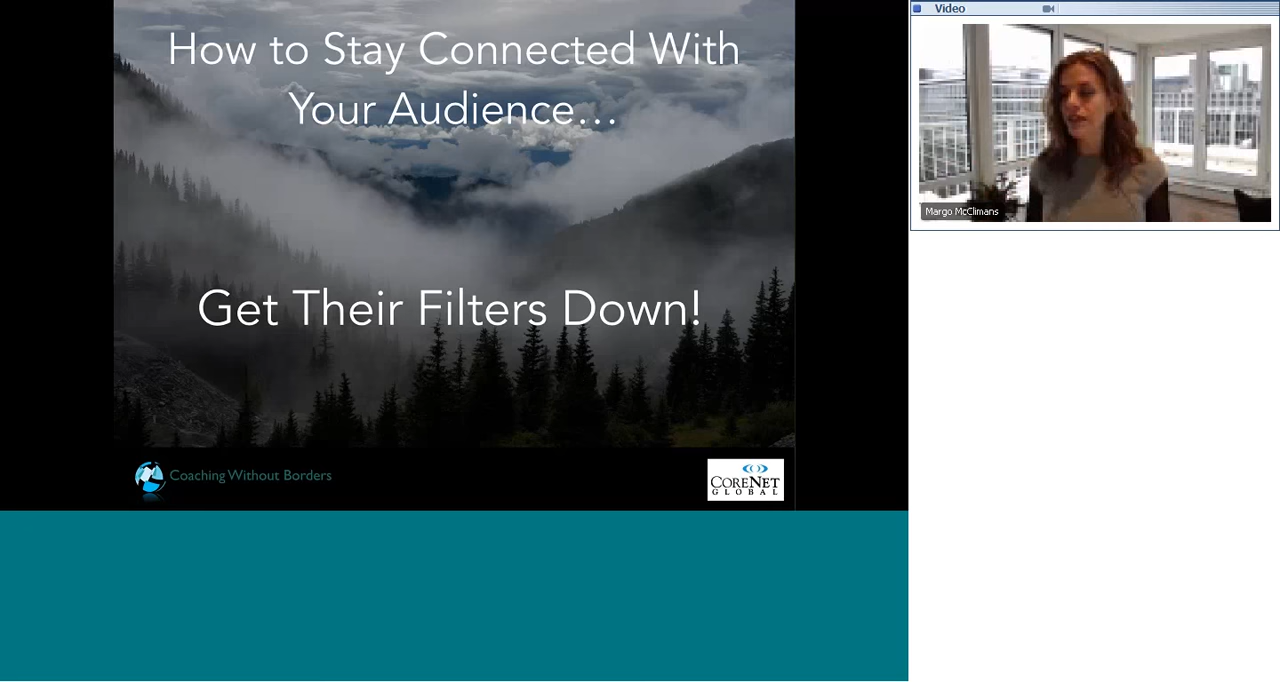 How to Stay Connected With
Your Audience...
Get Their Filters Down!
Coaching Without Borders
CORENET
GLOBAL
Video
Margo McClimans